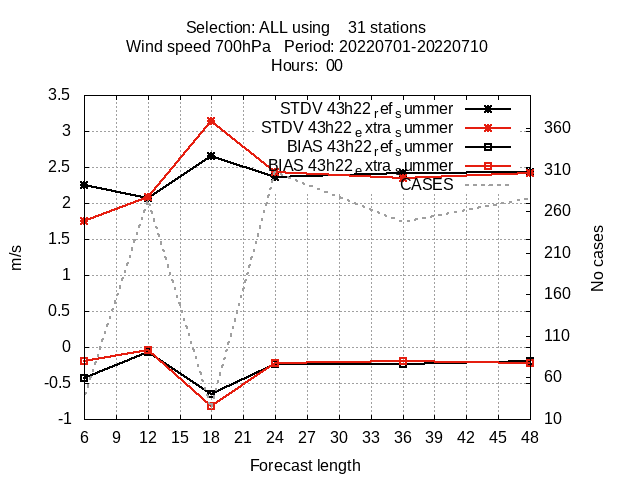 Selection: ALL using 31 stations
Wind speed 700hPa Period: 20220701-20220710
Hours: 00
3.5
3
2.5
2
1.5
1
0.5
0
-0.5
-1
m/s
STDV 43h22_ref_summer
STDV 43h22_extra_summer
BIAS 43h22_ref_summer
BIAS 43h22_extra_summer
CASES
360
310
260
210
160
110
60
10
No cases
6 9 12 15 18 21 24 27 30 33 36 39 42 45 48
Forecast length